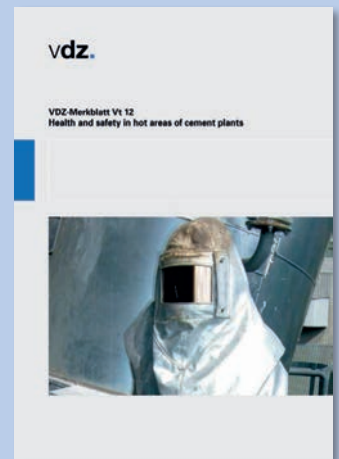 vdz.
VDZ-Merkblatt Vt 12
Health and safety in hot areas of cement plants